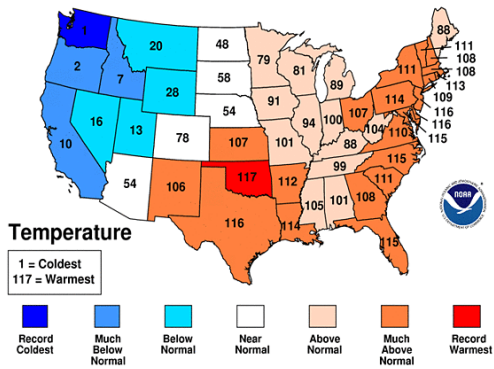 88
1
20
48
79
81
89
111
111
108
108
113
109
116
116
115
2
7
28
58
91
94
100
107
114
104
110
10
16
13
78
54
107
101
88
115
99
111
54
106
117
112
105
101
108
116
114
115
NOAA
Temperature
1 = Coldest
117 = Warmest
Record
Coldest
Much
Below
Normal
Below
Normal
Near
Normal
Above
Normal
Much
Above
Normal
Record
Warmest